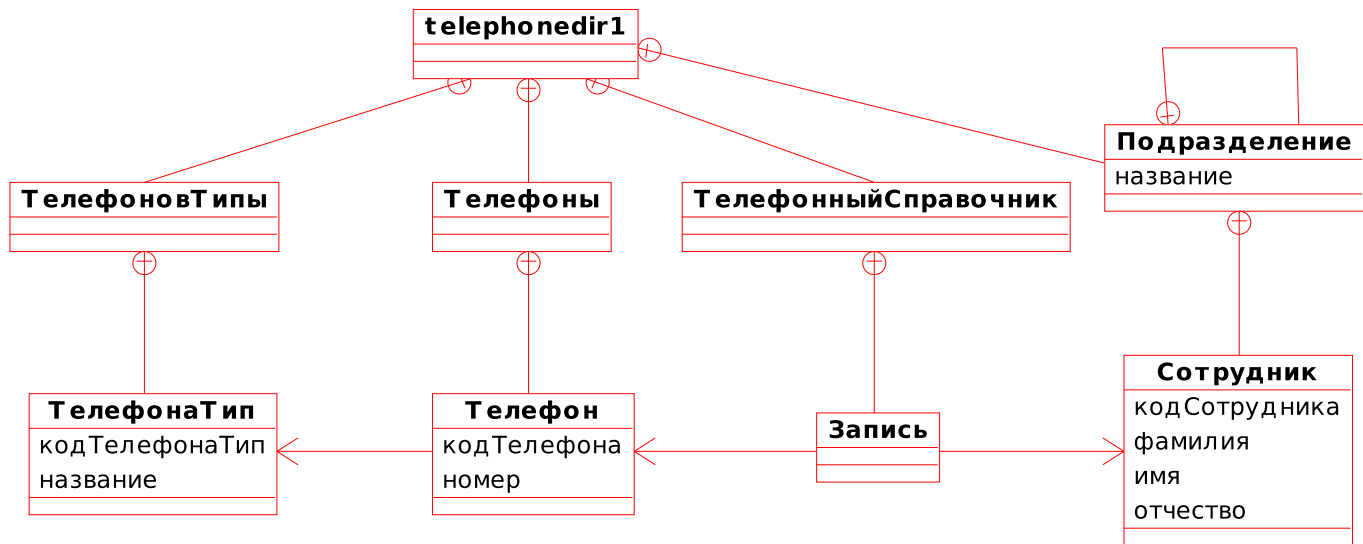 telephonedir1
Подразделение
название
ТелефоновТипы
Телефоны
ТелефонныйСправочник
ТелефонаТип
кодТелефонаТип
название
Телефон
кодТелефона
номер
Запись
Сотрудник
кодСотрудника
фамилия
имя
отчество